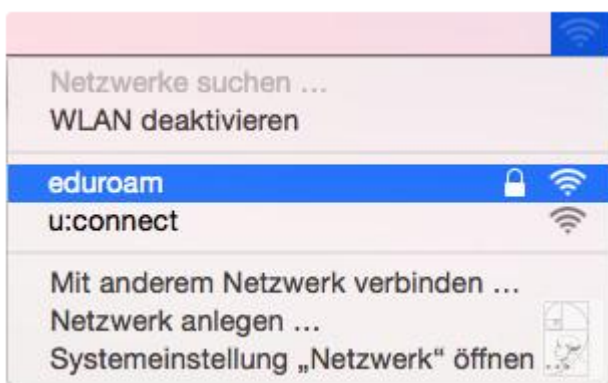 Netzwerke suchen ...
WLAN deaktivieren
eduroam
u:connect
Mit anderem Netzwerk verbinden ...
Netzwerk anlegen ...
Systemeinstellung „Netzwerk“ öffnen ...